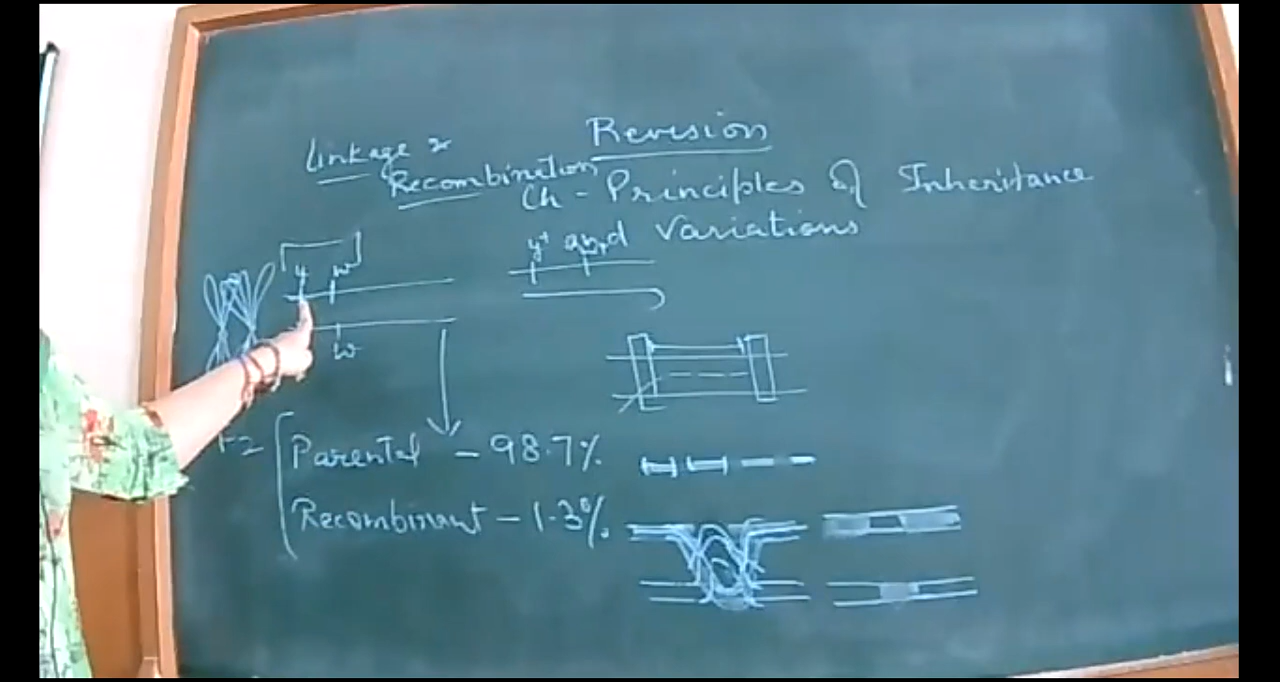 Revision
Linkage &
Recombination
Ch - Principles of Inheritance
and Variations
y w
y+ w+
w
F2
Parental - 98.7%
Recombinant - 1.3%